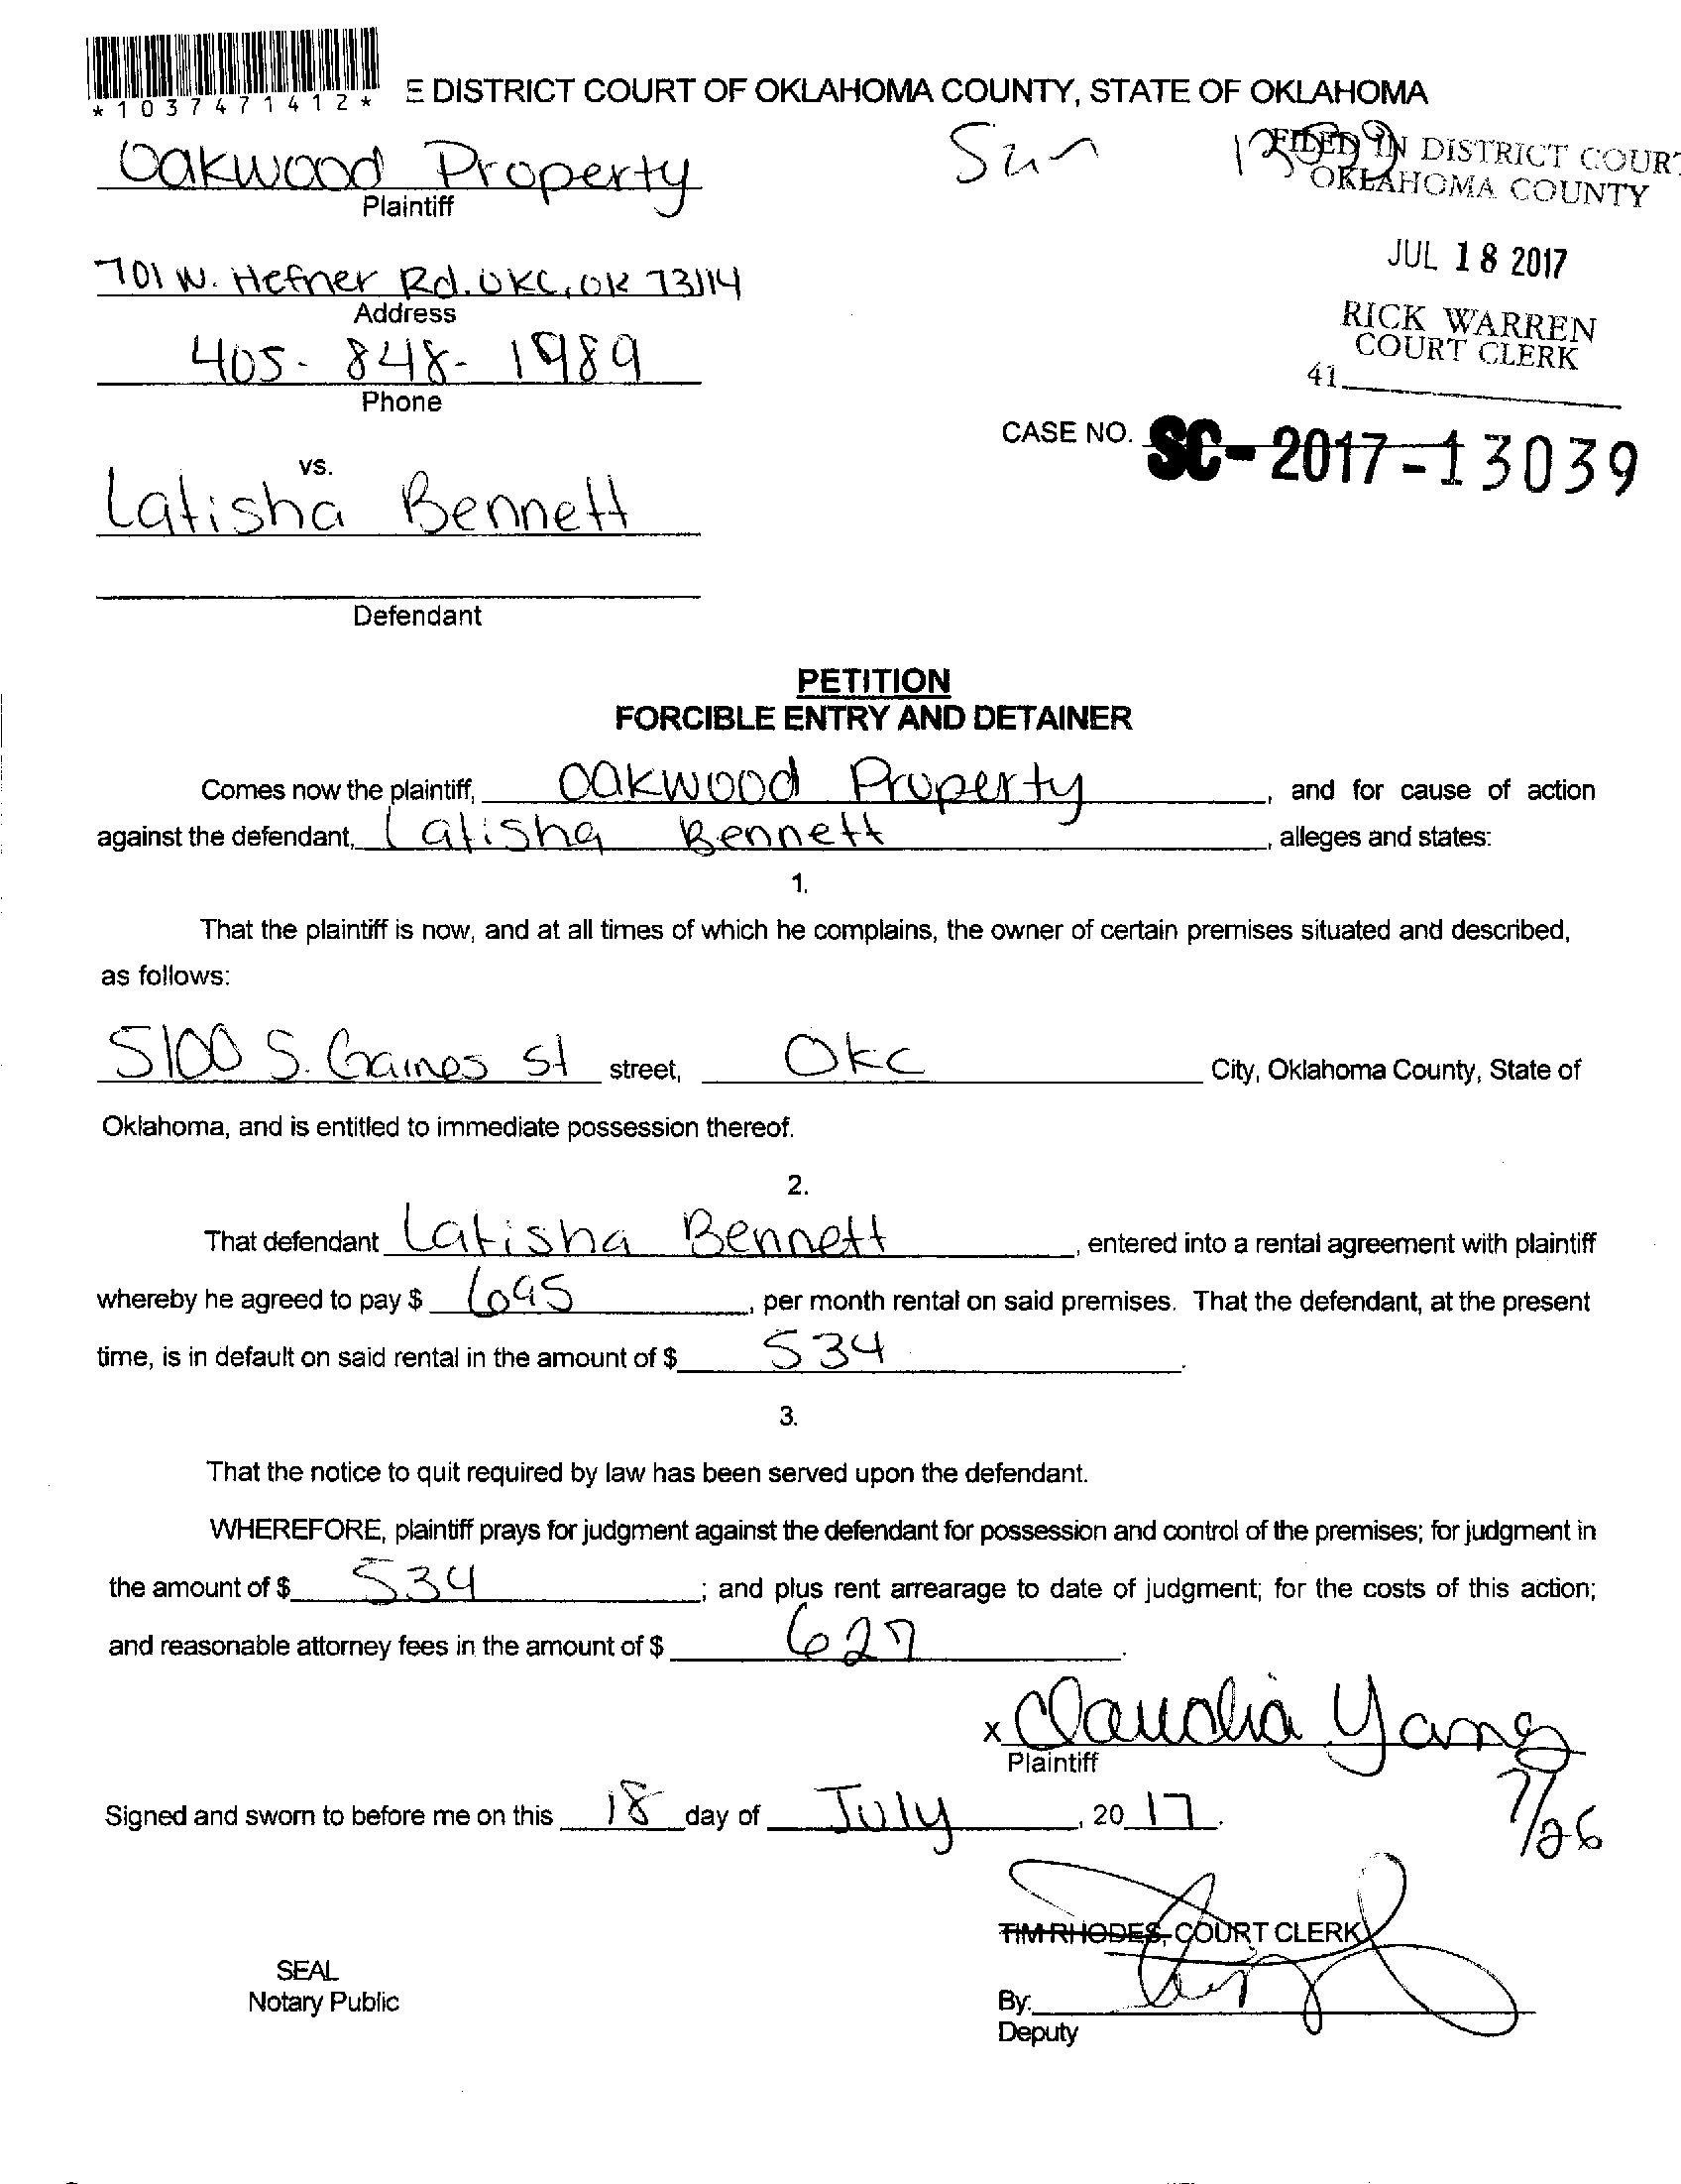 *1037471412*
E DISTRICT COURT OF OKLAHOMA COUNTY, STATE OF OKLAHOMA
Oakwood Property
Plaintiff
FILED IN DISTRICT COURT
OKLAHOMA COUNTY
701 W. Hefner Rd. OKC, OK 73114
Address
JUL 18 2017
405-848-1989
Phone
RICK WARREN
COURT CLERK
41
CASE NO. SC-2017-13039
vs.
Latisha Bennett
Defendant
PETITION
FORCIBLE ENTRY AND DETAINER
Comes now the plaintiff, Oakwood Property, and for cause of action
against the defendant, Latisha Bennett, alleges and states:
1.
That the plaintiff is now, and at all times of which he complains, the owner of certain premises situated and described,
as follows:
5100 S. Gaines St street, OKC City, Oklahoma County, State of
Oklahoma, and is entitled to immediate possession thereof.
2.
That defendant Latisha Bennett, entered into a rental agreement with plaintiff
whereby he agreed to pay $ 695, per month rental on said premises. That the defendant, at the present
time, is in default on said rental in the amount of $ 534.
3.
That the notice to quit required by law has been served upon the defendant.
WHEREFORE, plaintiff prays for judgment against the defendant for possession and control of the premises; for judgment in
the amount of $ 534; and plus rent arrearage to date of judgment; for the costs of this action;
and reasonable attorney fees in the amount of $ 627.
x Claudia Yang
Plaintiff
7/26
Signed and sworn to before me on this 18 day of July, 20 17.
TIM RHODES, COURT CLERK
SEAL
Notary Public
By:
Deputy